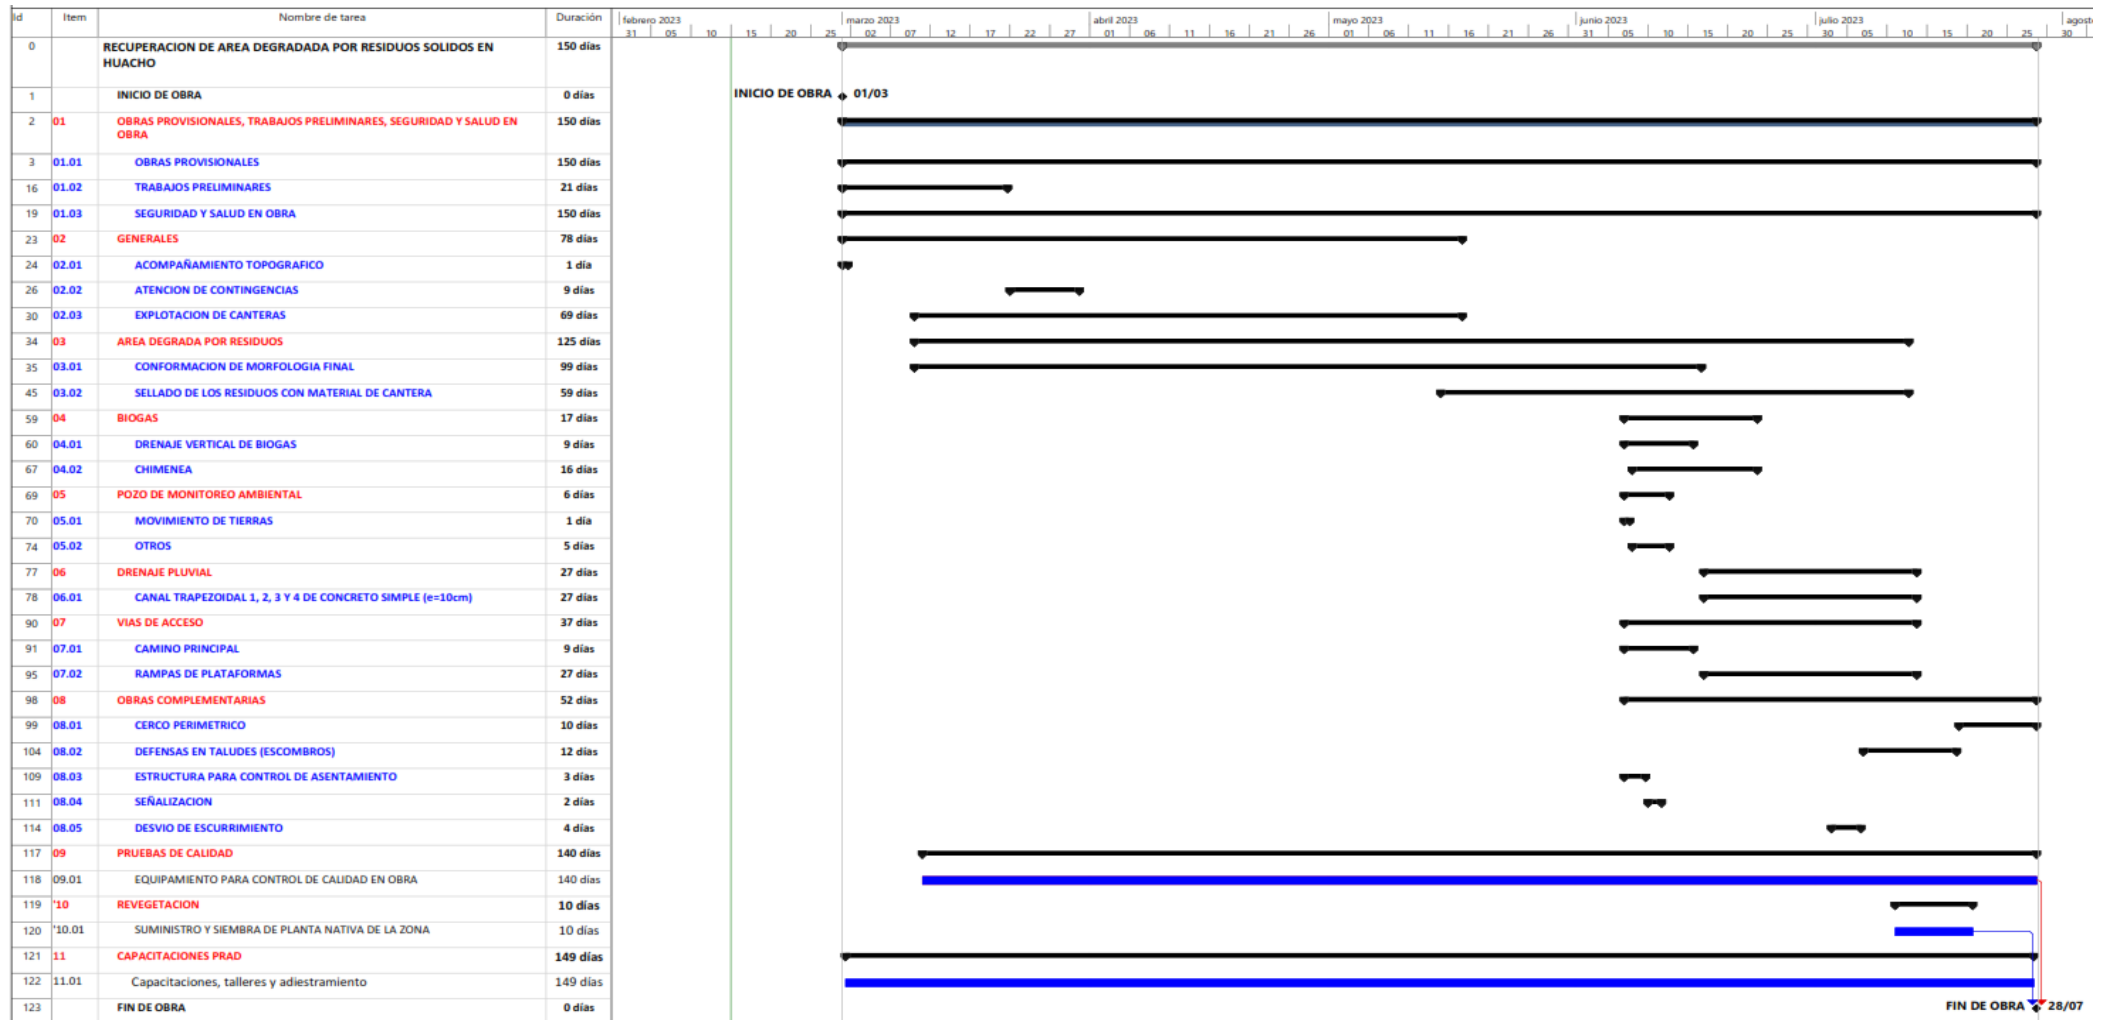 Id Item Nombre de tarea Duración febrero 2023 marzo 2023 abril 2023 mayo 2023 junio 2023 julio 2023 agost
31 05 10 15 20 25 02 07 12 17 22 27 01 06 11 16 21 26 01 06 11 16 21 26 31 05 10 15 20 25 30 05 10 15 20 25 30
0 RECUPERACION DE AREA DEGRADADA POR RESIDUOS SOLIDOS EN 150 días
HUACHO
1 INICIO DE OBRA 0 días INICIO DE OBRA 01/03
2 01 OBRAS PROVISIONALES, TRABAJOS PRELIMINARES, SEGURIDAD Y SALUD EN 150 días
OBRA
3 01.01 OBRAS PROVISIONALES 150 días
16 01.02 TRABAJOS PRELIMINARES 21 días
19 01.03 SEGURIDAD Y SALUD EN OBRA 150 días
23 02 GENERALES 78 días
24 02.01 ACOMPAÑAMIENTO TOPOGRAFICO 1 día
26 02.02 ATENCION DE CONTINGENCIAS 9 días
30 02.03 EXPLOTACION DE CANTERAS 69 días
34 03 AREA DEGRADA POR RESIDUOS 125 días
35 03.01 CONFORMACION DE MORFOLOGIA FINAL 99 días
45 03.02 SELLADO DE LOS RESIDUOS CON MATERIAL DE CANTERA 59 días
59 04 BIOGAS 17 días
60 04.01 DRENAJE VERTICAL DE BIOGAS 9 días
67 04.02 CHIMENEA 16 días
69 05 POZO DE MONITOREO AMBIENTAL 6 días
70 05.01 MOVIMIENTO DE TIERRAS 1 día
74 05.02 OTROS 5 días
77 06 DRENAJE PLUVIAL 27 días
78 06.01 CANAL TRAPEZOIDAL 1, 2, 3 Y 4 DE CONCRETO SIMPLE (e=10cm) 27 días
90 07 VIAS DE ACCESO 37 días
91 07.01 CAMINO PRINCIPAL 9 días
95 07.02 RAMPAS DE PLATAFORMAS 27 días
98 08 OBRAS COMPLEMENTARIAS 52 días
99 08.01 CERCO PERIMETRICO 10 días
104 08.02 DEFENSAS EN TALUDES (ESCOMBROS) 12 días
109 08.03 ESTRUCTURA PARA CONTROL DE ASENTAMIENTO 3 días
111 08.04 SEÑALIZACION 2 días
114 08.05 DESVIO DE ESCURRIMIENTO 4 días
117 09 PRUEBAS DE CALIDAD 140 días
118 09.01 EQUIPAMIENTO PARA CONTROL DE CALIDAD EN OBRA 140 días
119 '10 REVEGETACION 10 días
120 '10.01 SUMINISTRO Y SIEMBRA DE PLANTA NATIVA DE LA ZONA 10 días
121 11 CAPACITACIONES PRAD 149 días
122 11.01 Capacitaciones, talleres y adiestramiento 149 días
123 FIN DE OBRA 0 días FIN DE OBRA 28/07